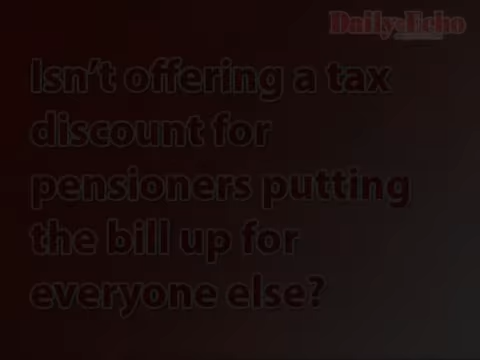 Daily Echo
Isn't offering a tax
discount for
pensioners putting
the bill up for
everyone else?